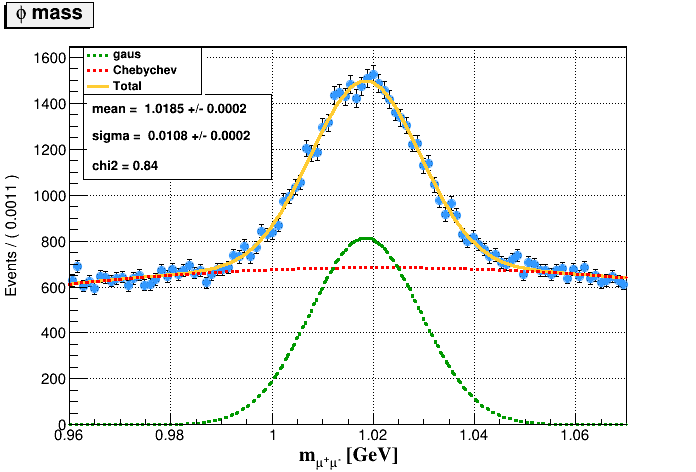 ϕ mass
gaus
Chebychev
Total
mean = 1.0185 +/- 0.0002
sigma = 0.0108 +/- 0.0002
chi2 = 0.84
Events / ( 0.0011 )
1600
1400
1200
1000
800
600
400
200
0
0.96 0.98 1 1.02 1.04 1.06
m_μ⁺μ⁻ [GeV]